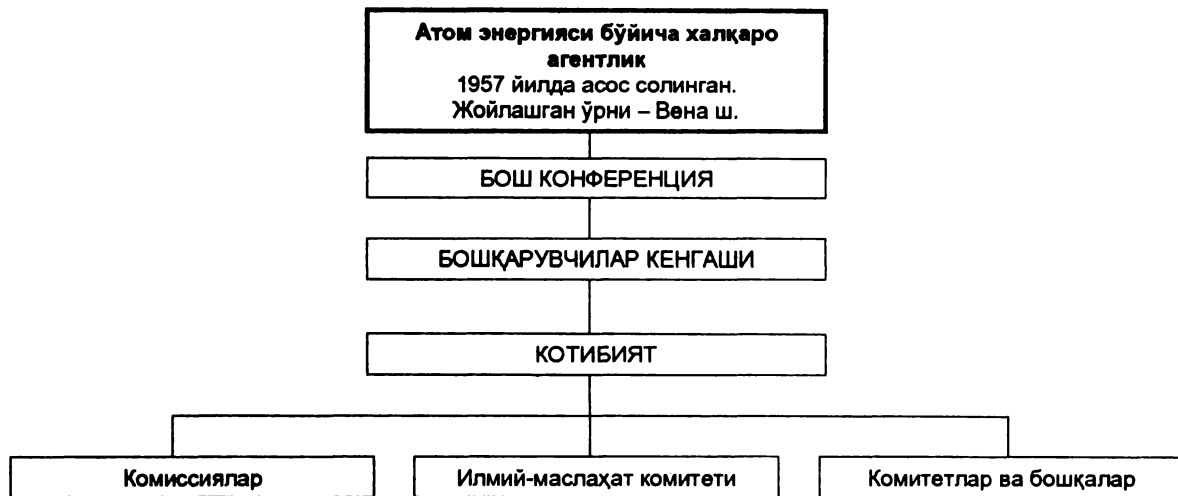 Атом энергияси бўйича халқаро
агентлик
1957 йилда асос солинган.
Жойлашган ўрни – Вена ш.
БОШ КОНФЕРЕНЦИЯ
БОШҚАРУВЧИЛАР КЕНГАШИ
КОТИБИЯТ
Комиссиялар
Илмий-маслаҳат комитети
Комитетлар ва бошқалар